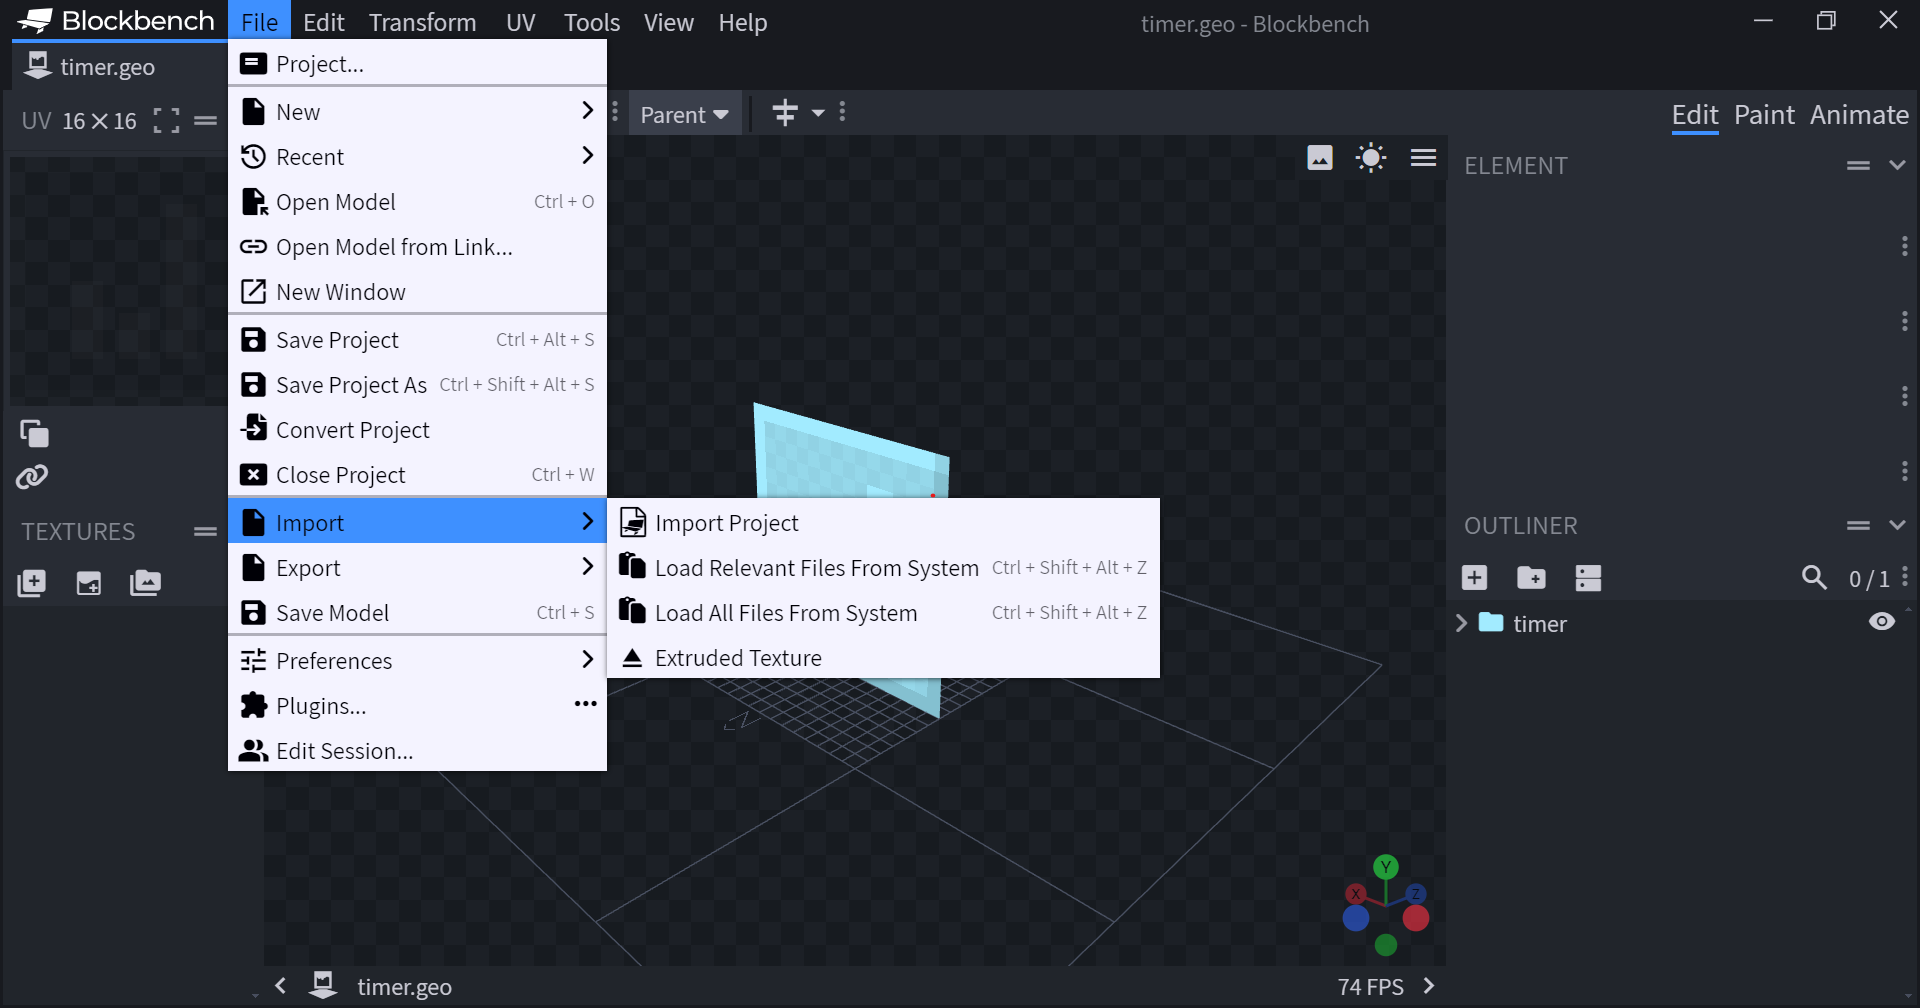 Blockbench File Edit Transform UV Tools View Help timer.geo - Blockbench
timer.geo
Project...
UV 16×16
New
Parent
Edit Paint Animate
Recent
ELEMENT
Open Model Ctrl + O
Open Model from Link...
New Window
Save Project Ctrl + Alt + S
Save Project As Ctrl + Shift + Alt + S
Convert Project
Close Project Ctrl + W
Import
Import Project
TEXTURES
OUTLINER
Export
Load Relevant Files From System Ctrl + Shift + Alt + Z
0 / 1
Save Model Ctrl + S
Load All Files From System Ctrl + Shift + Alt + Z
timer
Preferences
Extruded Texture
Plugins...
Edit Session...
Y
X Z
timer.geo
74 FPS